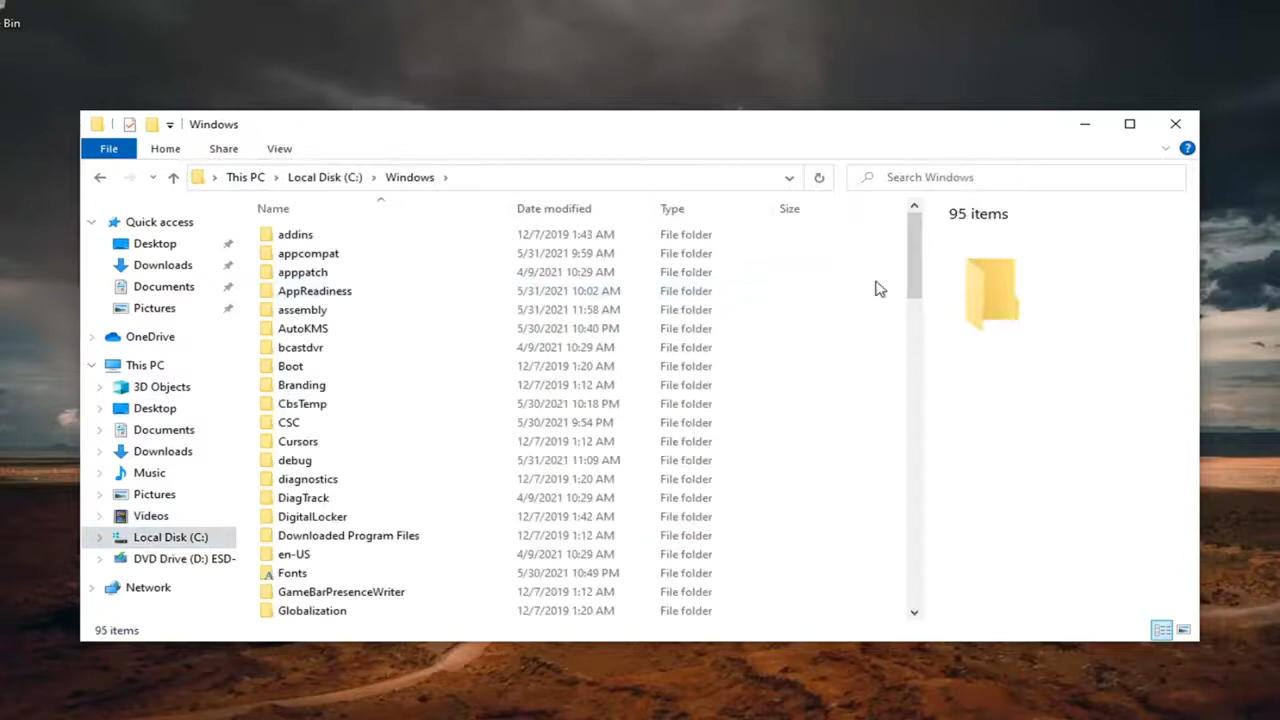 Bin
Windows
File Home Share View
This PC Local Disk (C:) Windows
Search Windows
Name Date modified Type Size
95 items
Quick access
Desktop
Downloads
Documents
Pictures
OneDrive
This PC
3D Objects
Desktop
Documents
Downloads
Music
Pictures
Videos
Local Disk (C:)
DVD Drive (D:) ESD-
Network
addins 12/7/2019 1:43 AM File folder
appcompat 5/31/2021 9:59 AM File folder
apppatch 4/9/2021 10:29 AM File folder
AppReadiness 5/31/2021 10:02 AM File folder
assembly 5/31/2021 11:58 AM File folder
AutoKMS 5/30/2021 10:40 PM File folder
bcastdvr 4/9/2021 10:29 AM File folder
Boot 12/7/2019 1:20 AM File folder
Branding 12/7/2019 1:12 AM File folder
CbsTemp 5/30/2021 10:18 PM File folder
CSC 5/30/2021 9:54 PM File folder
Cursors 12/7/2019 1:12 AM File folder
debug 5/31/2021 11:09 AM File folder
diagnostics 12/7/2019 1:20 AM File folder
DiagTrack 4/9/2021 10:29 AM File folder
DigitalLocker 12/7/2019 1:42 AM File folder
Downloaded Program Files 12/7/2019 1:12 AM File folder
en-US 4/9/2021 10:29 AM File folder
Fonts 5/30/2021 10:49 PM File folder
GameBarPresenceWriter 12/7/2019 1:12 AM File folder
Globalization 12/7/2019 1:20 AM File folder
95 items